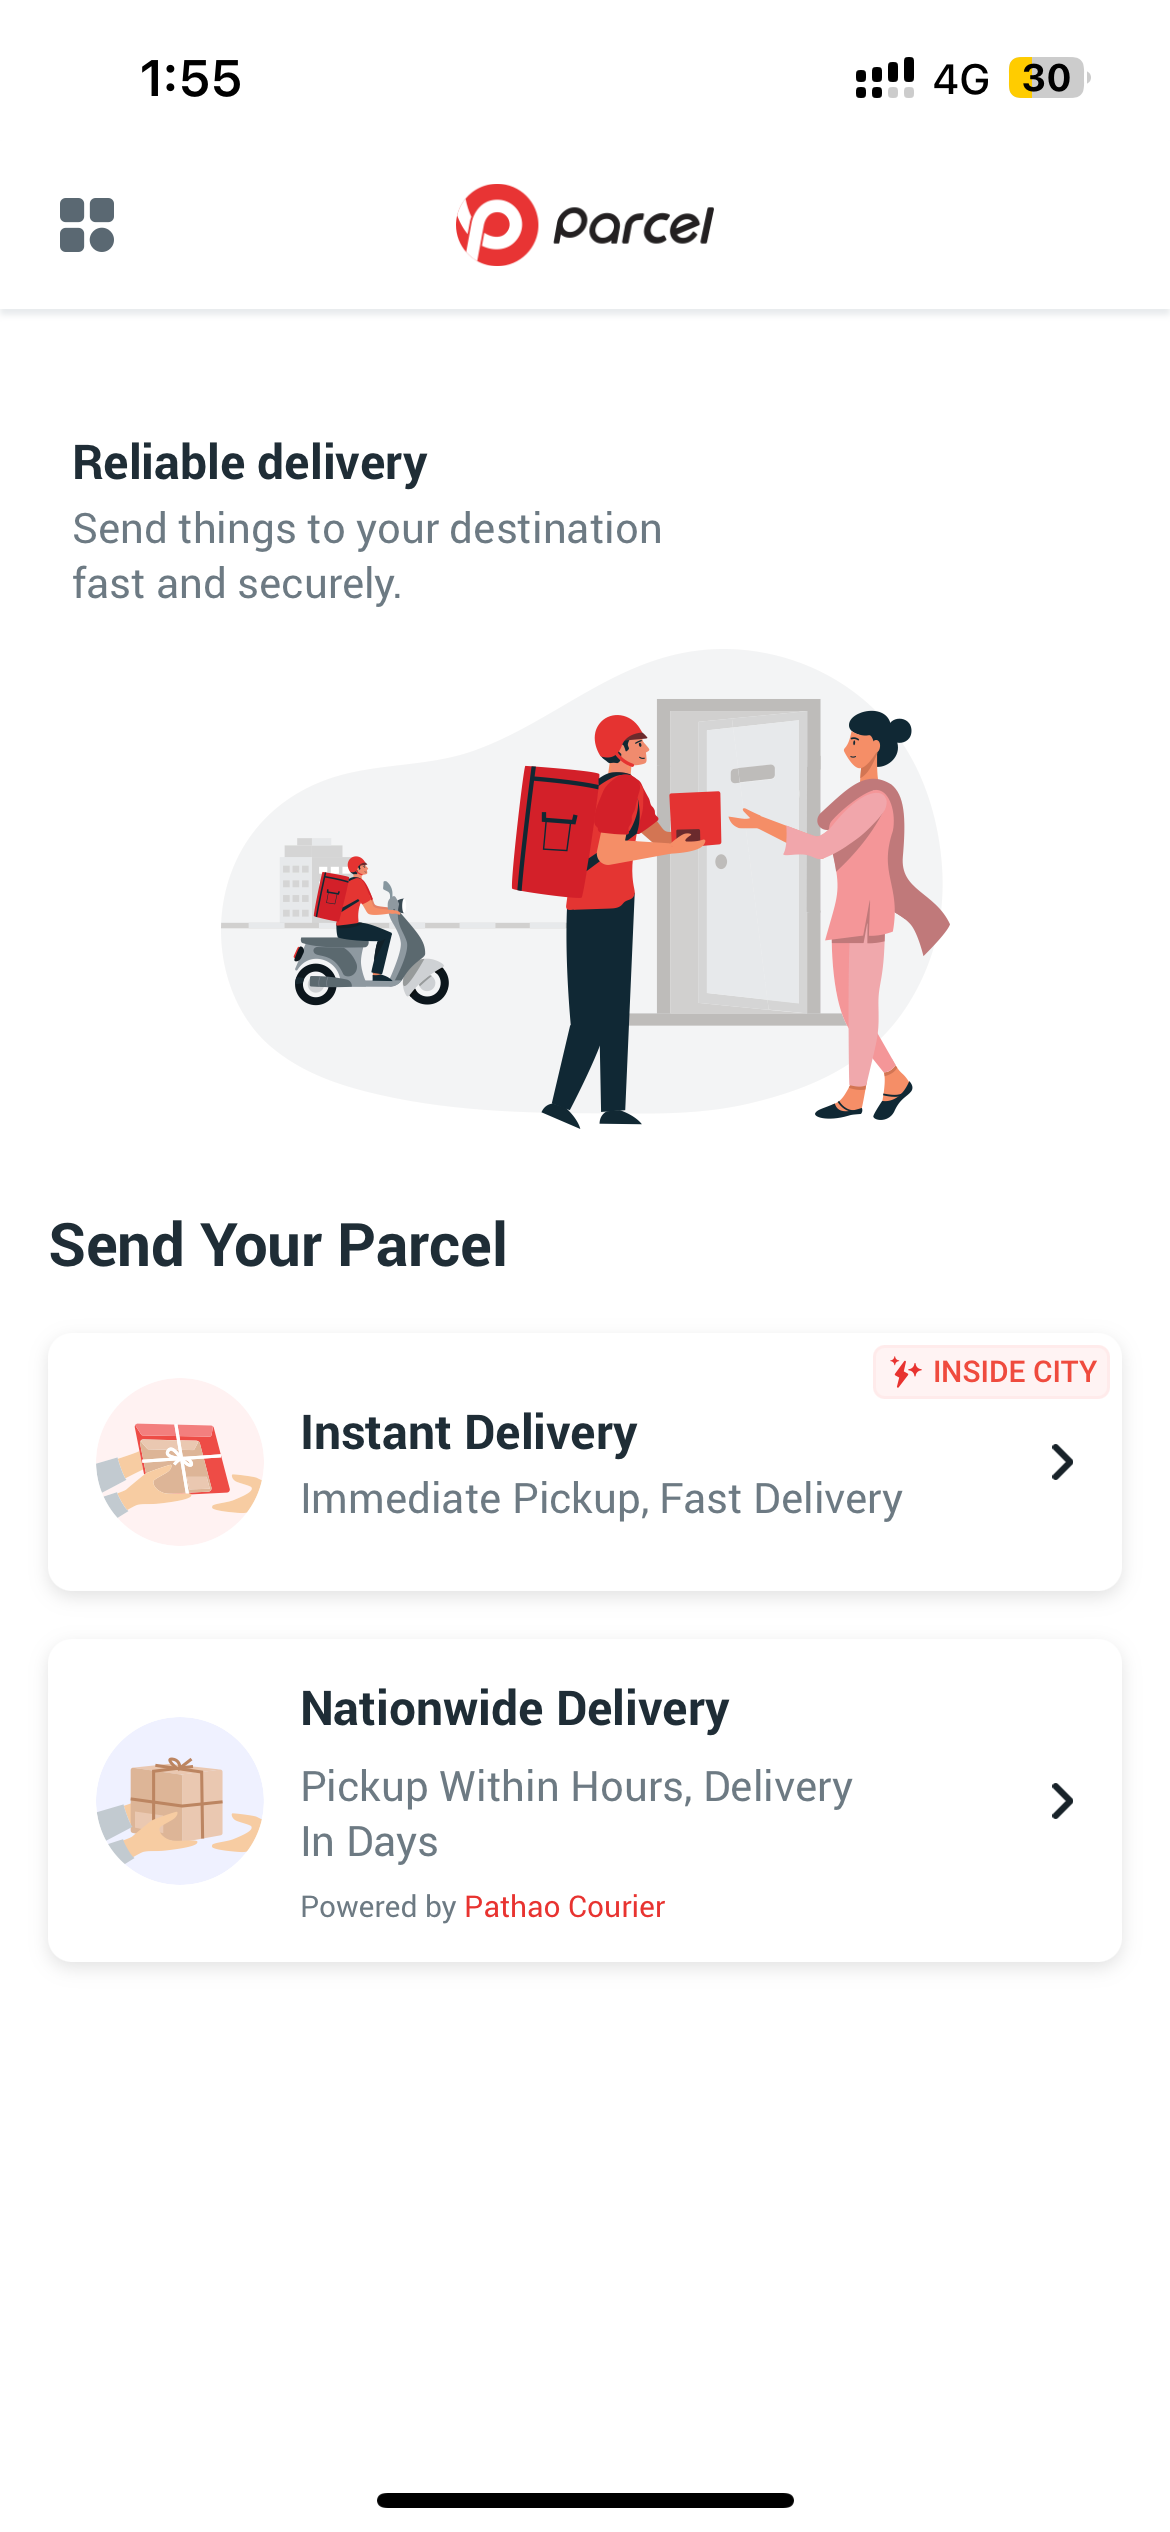 1:55
4G 30
Parcel
Reliable delivery
Send things to your destination
fast and securely.
Send Your Parcel
INSIDE CITY
Instant Delivery
Immediate Pickup, Fast Delivery
Nationwide Delivery
Pickup Within Hours, Delivery
In Days
Powered by Pathao Courier